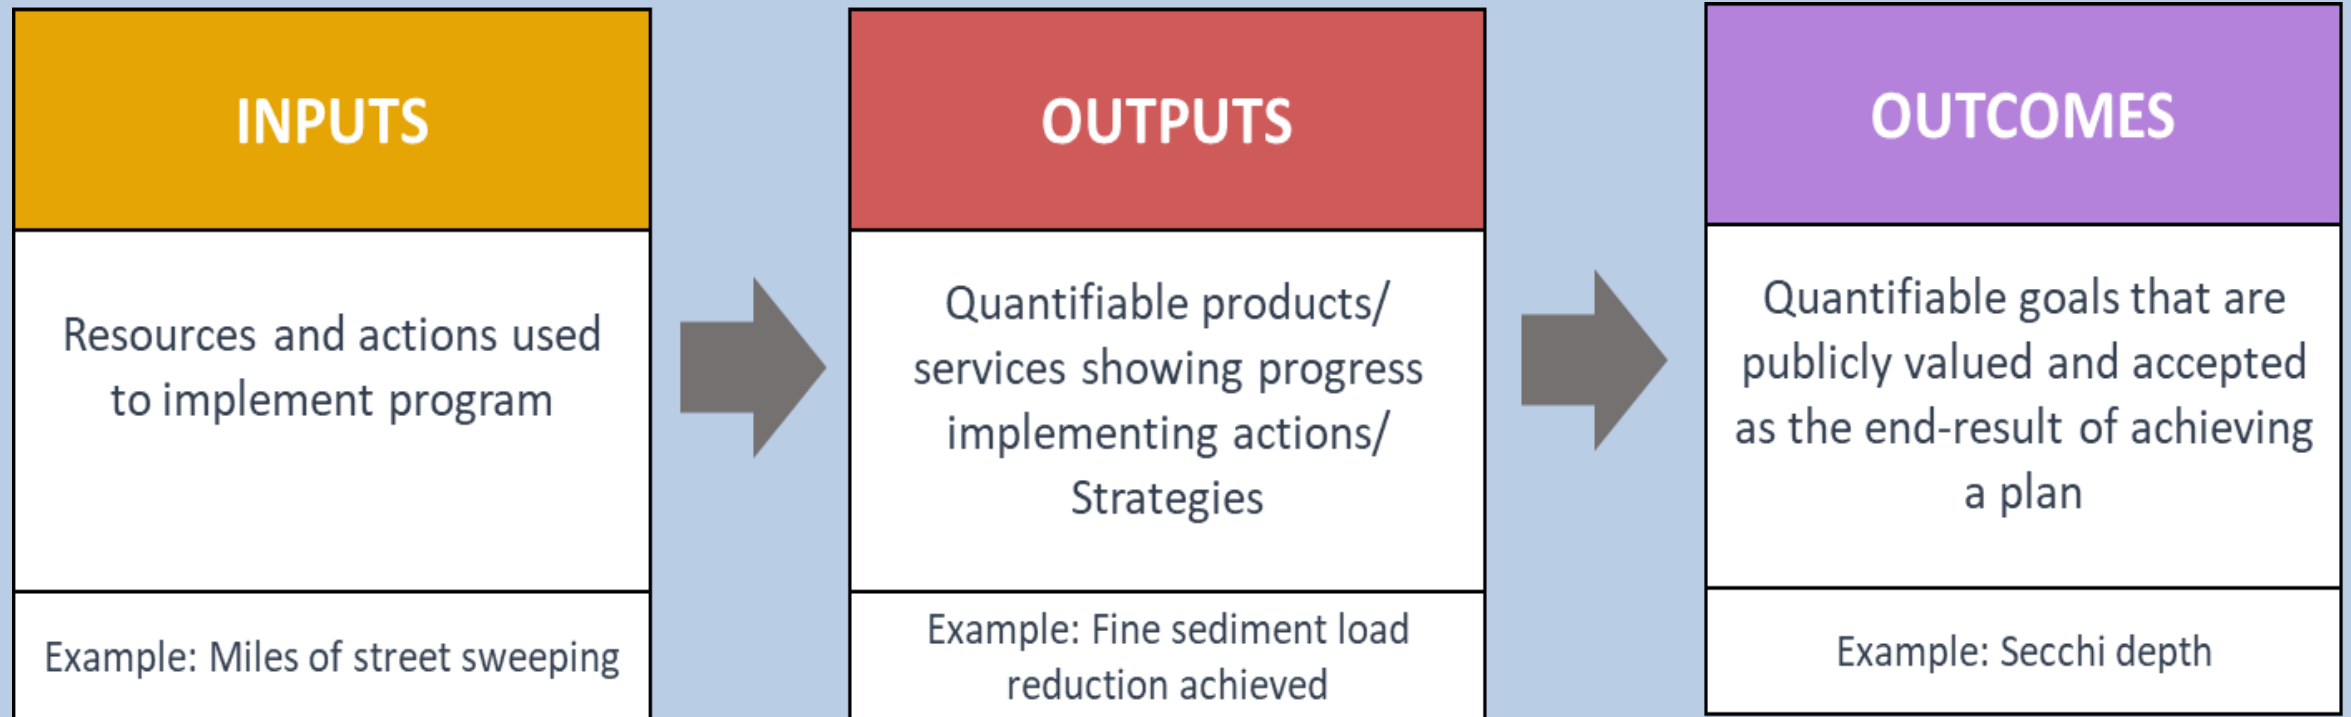 INPUTS
Resources and actions used
to implement program
Example: Miles of street sweeping
OUTPUTS
Quantifiable products/
services showing progress
implementing actions/
Strategies
Example: Fine sediment load
reduction achieved
OUTCOMES
Quantifiable goals that are
publicly valued and accepted
as the end-result of achieving
a plan
Example: Secchi depth